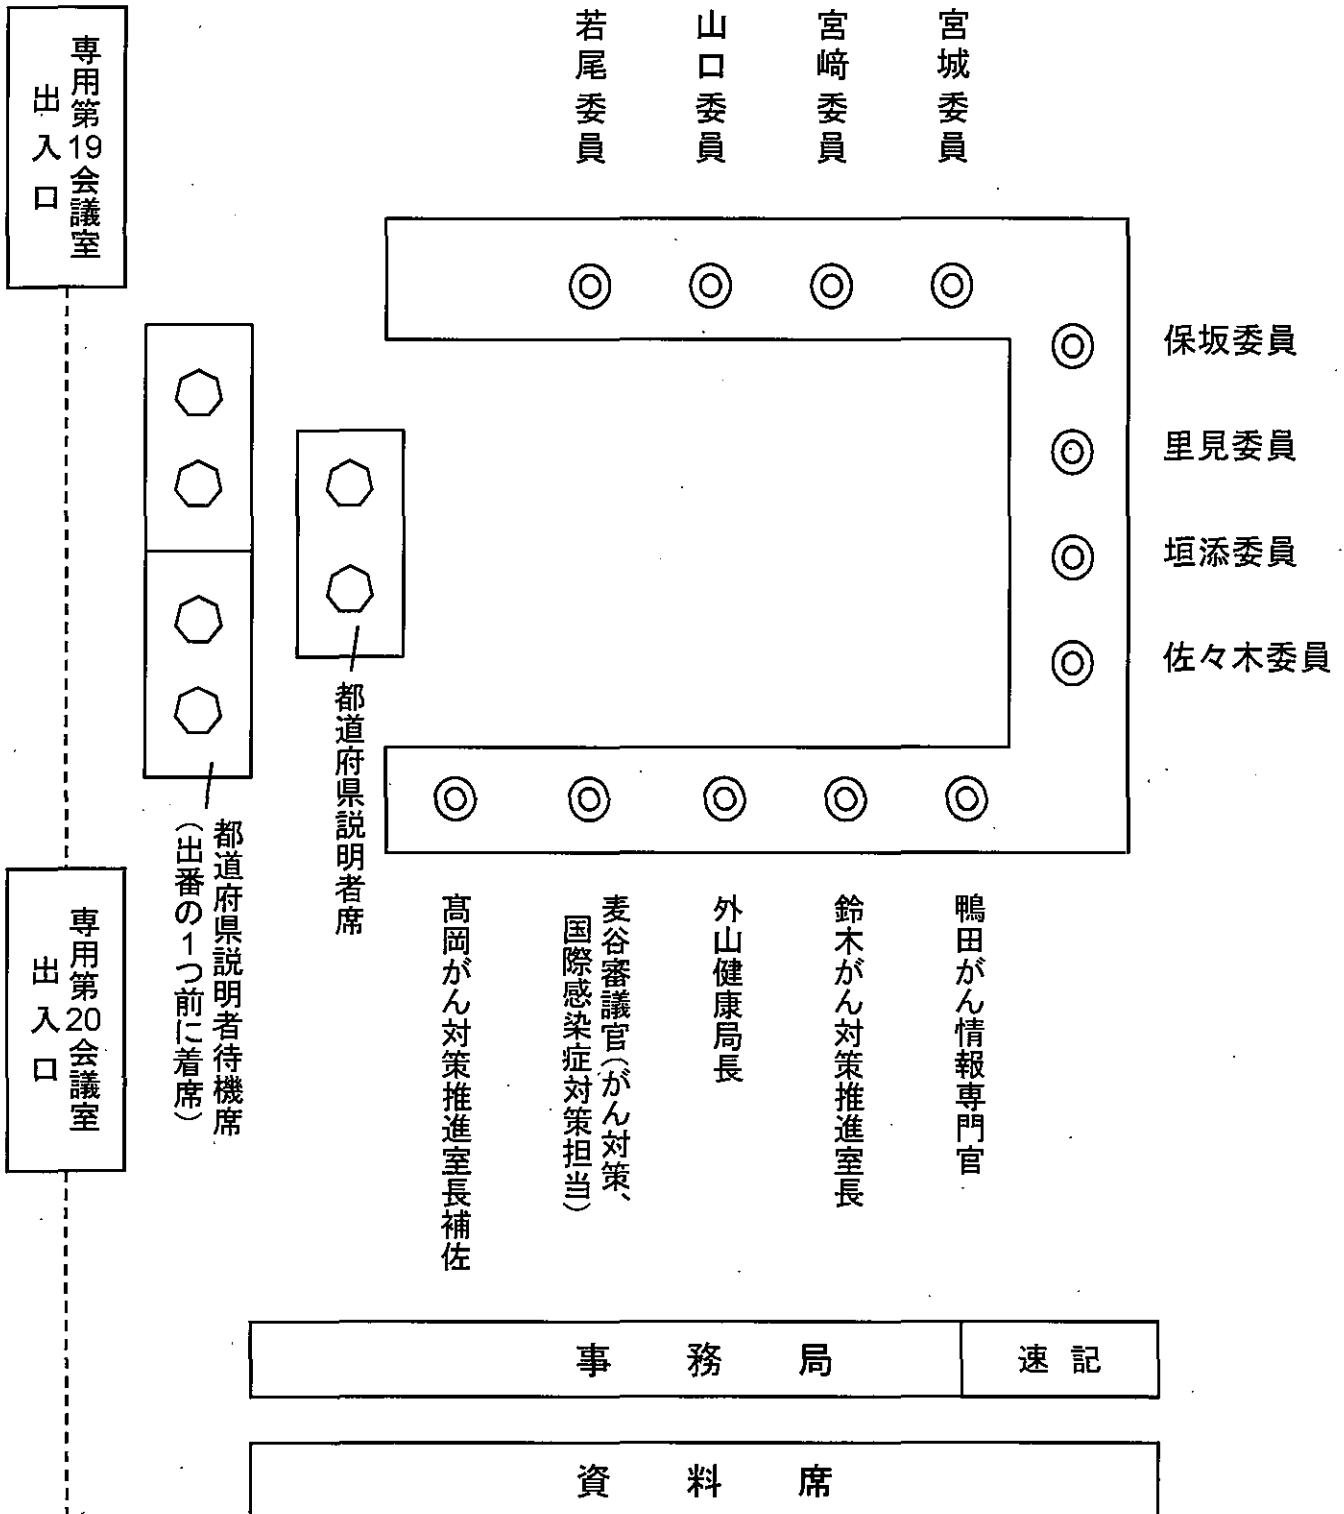 専用第19会議室
出入口
若尾委員
山口委員
宮﨑委員
宮城委員
保坂委員
里見委員
垣添委員
佐々木委員
都道府県説明者席
都道府県説明者待機席
（出番の１つ前に着席）
専用第20会議室
出入口
髙岡がん対策推進室長補佐
麦谷審議官（がん対策、
国際感染症対策担当）
外山健康局長
鈴木がん対策推進室長
鴨田がん情報専門官
事務局
速記
資料席